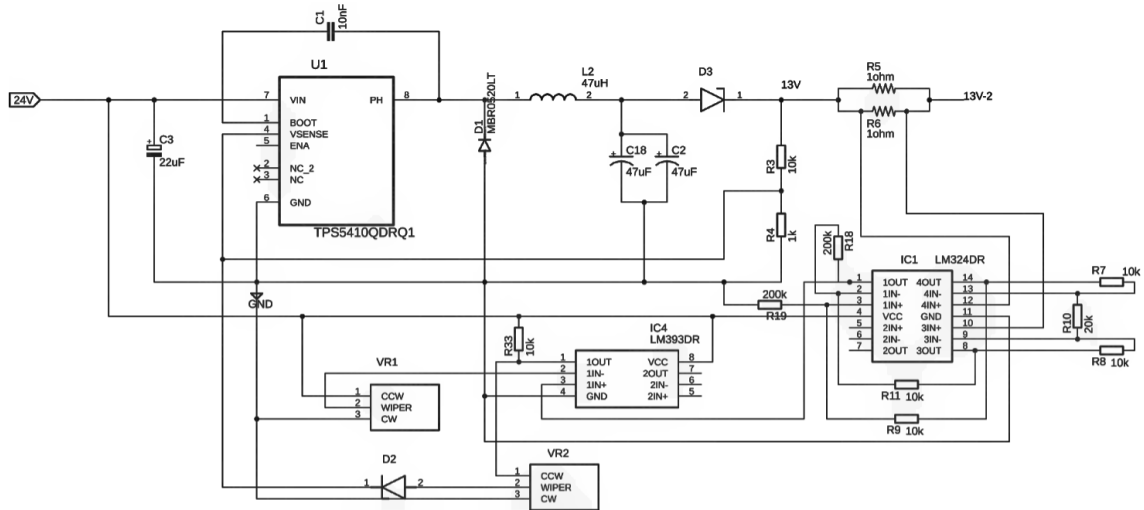 C1
10nF
U1
24V
7 VIN
PH 8
1 BOOT
4 VSENSE
5 ENA
2 NC_2
3 NC
6 GND
TPS5410QDRQ1
C3
22uF
D1
MBR0520LT
L2
47uH
1 2
D3
2 1
13V
R5
1ohm
R6
1ohm
13V-2
C18
47uF
C2
47uF
R3
10k
R4
1k
GND
200k
R18
200k
R19
IC1 LM324DR
1 1OUT 4OUT 14
2 1IN- 4IN- 13
3 1IN+ 4IN+ 12
4 VCC GND 11
5 2IN+ 3IN+ 10
6 2IN- 3IN- 9
7 2OUT 3OUT 8
R7 10k
R10
20k
R8 10k
R11 10k
R9 10k
R33
10k
IC4
LM393DR
1 1OUT VCC 8
2 1IN- 2OUT 7
3 1IN+ 2IN- 6
4 GND 2IN+ 5
VR1
1 CCW
2 WIPER
3 CW
D2
1 2
VR2
1 CCW
2 WIPER
3 CW